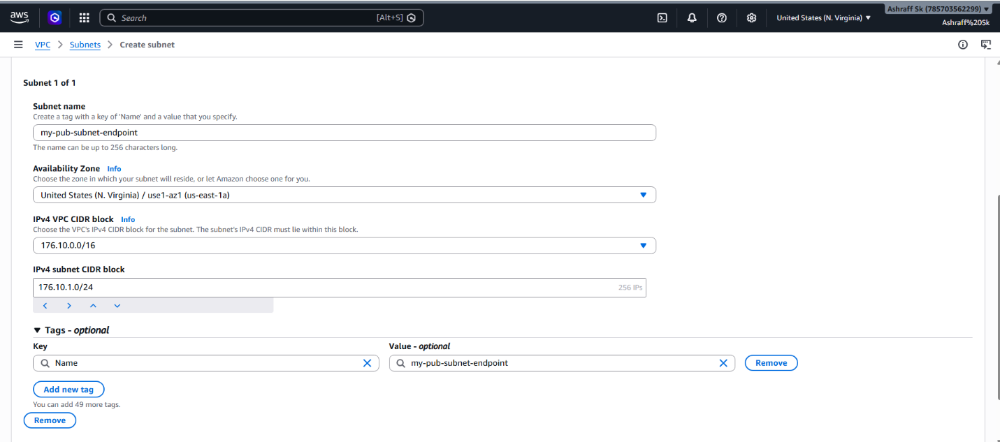 aws
Search [Alt+S]
United States (N. Virginia) ▼
Ashraff Sk (785703562299) ▼
Ashraff%20Sk
VPC > Subnets > Create subnet
Subnet 1 of 1
Subnet name
Create a tag with a key of 'Name' and a value that you specify.
my-pub-subnet-endpoint
The name can be up to 256 characters long.
Availability Zone Info
Choose the zone in which your subnet will reside, or let Amazon choose one for you.
United States (N. Virginia) / use1-az1 (us-east-1a)
IPv4 VPC CIDR block Info
Choose the VPC's IPv4 CIDR block for the subnet. The subnet's IPv4 CIDR must lie within this block.
176.10.0.0/16
IPv4 subnet CIDR block
176.10.1.0/24 256 IPs
Tags - optional
Key Value - optional
Name my-pub-subnet-endpoint Remove
Add new tag
You can add 49 more tags.
Remove